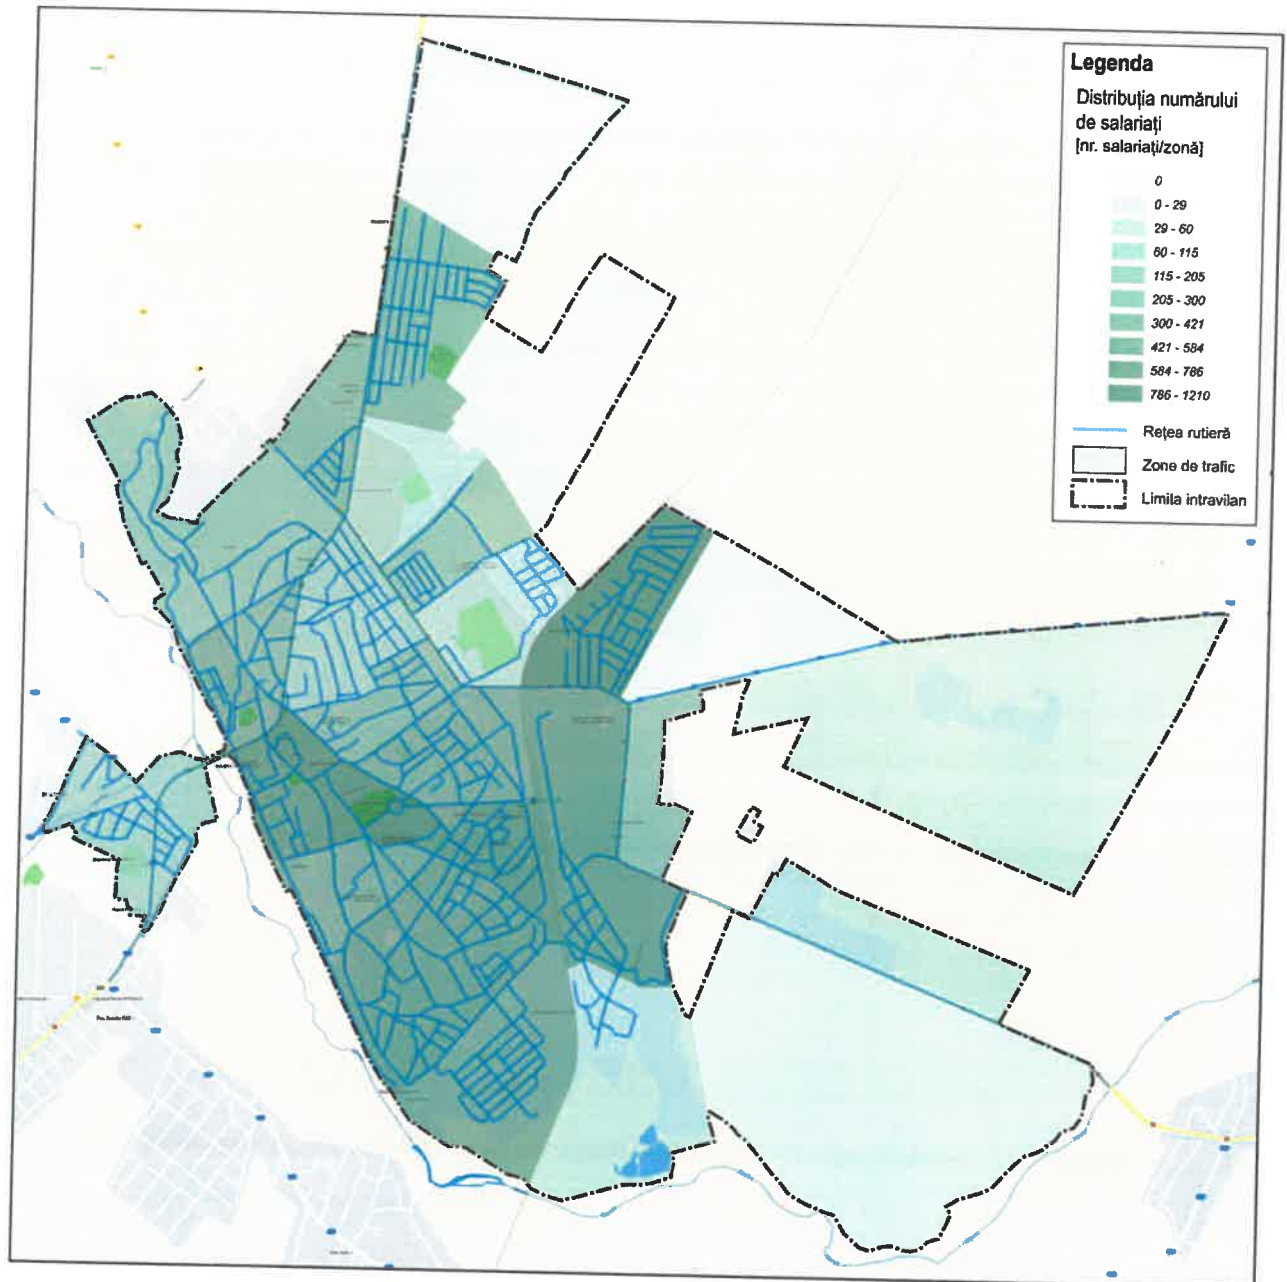 Legenda
Distribuția numărului
de salariați
[nr. salariați/zonă]
0
0 - 29
29 - 60
60 - 115
115 - 205
205 - 300
300 - 421
421 - 584
584 - 786
786 - 1210
Rețea rutieră
Zone de trafic
Limita intravilan